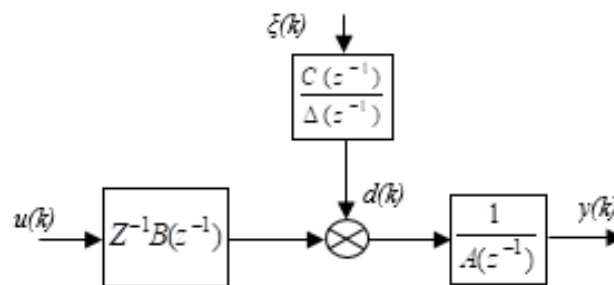 ξ(k)
C(z⁻¹)
Δ(z⁻¹)
d(k)
u(k)
Z⁻¹B(z⁻¹)
1
A(z⁻¹)
y(k)